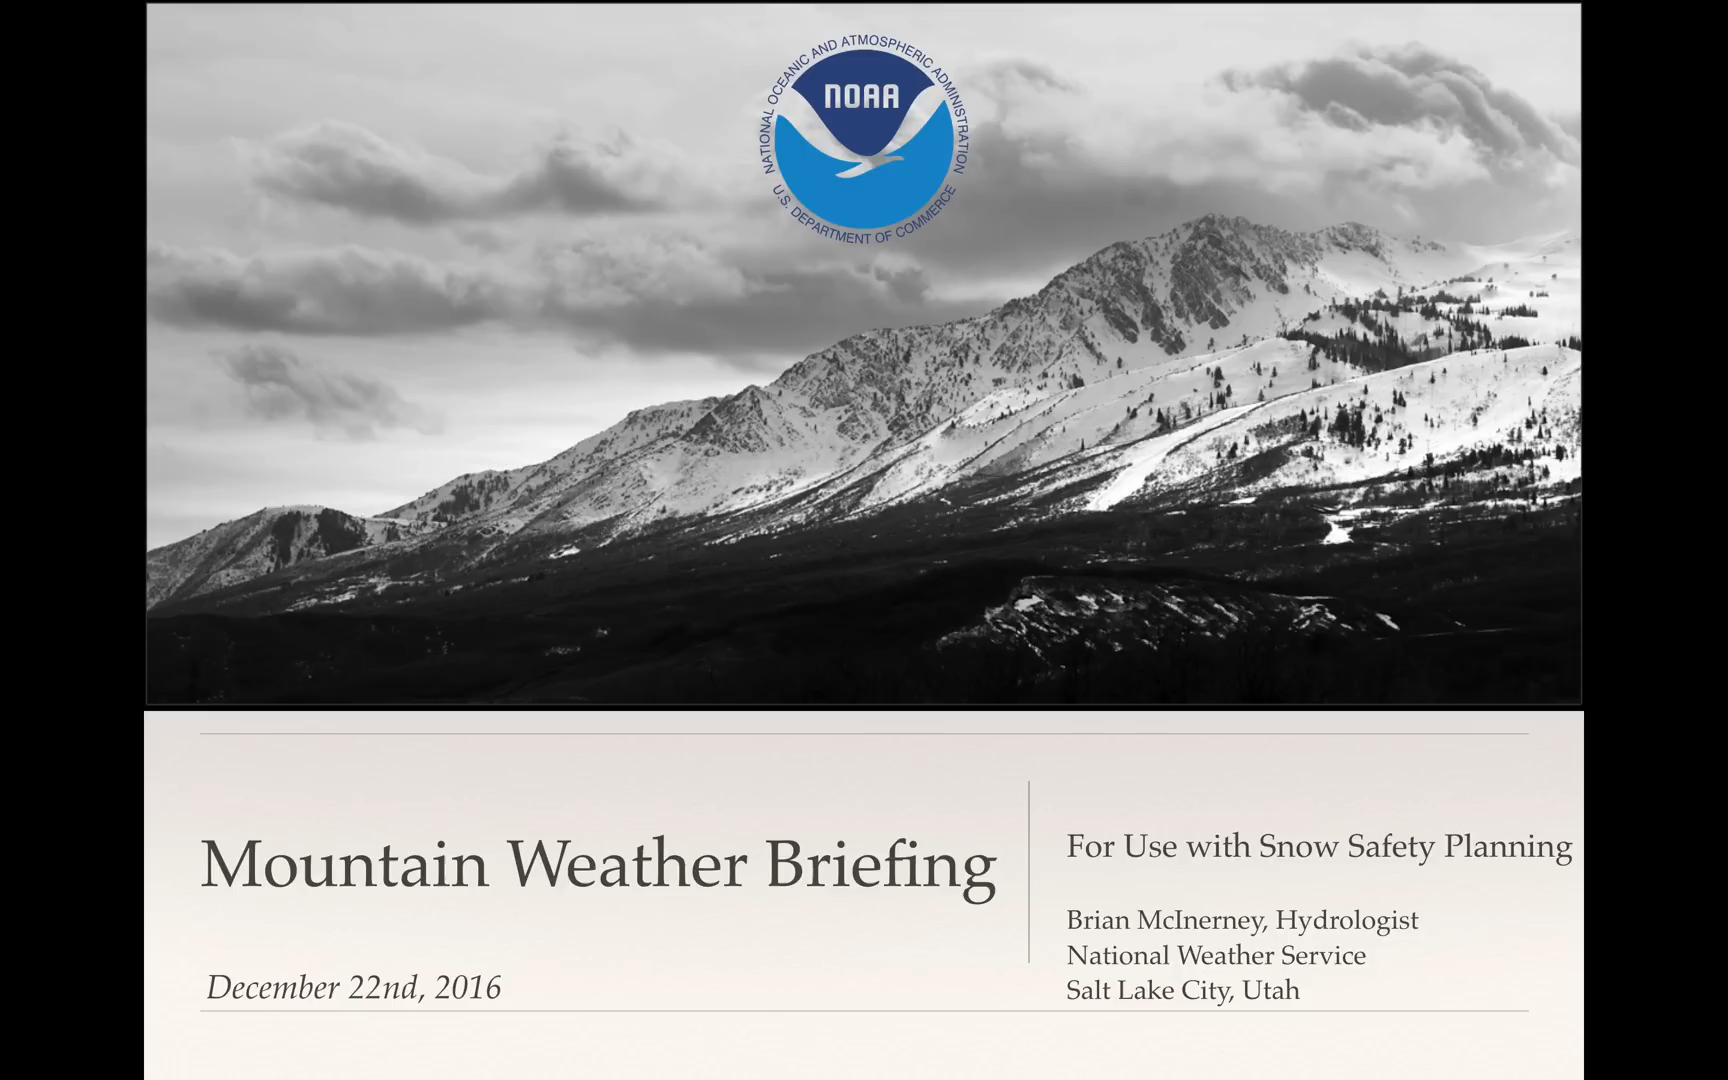 NATIONAL OCEANIC AND ATMOSPHERIC ADMINISTRATION
NOAA
U.S. DEPARTMENT OF COMMERCE
Mountain Weather Briefing
December 22nd, 2016
For Use with Snow Safety Planning
Brian McInerney, Hydrologist
National Weather Service
Salt Lake City, Utah